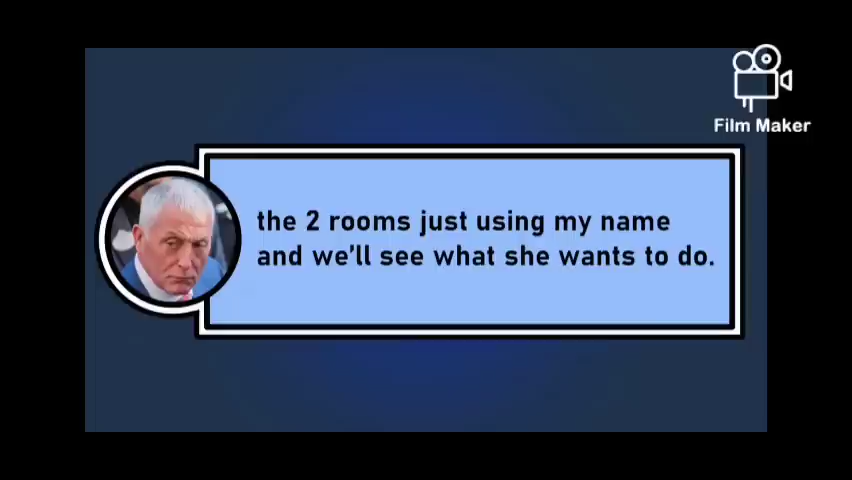 Film Maker
the 2 rooms just using my name
and we'll see what she wants to do.